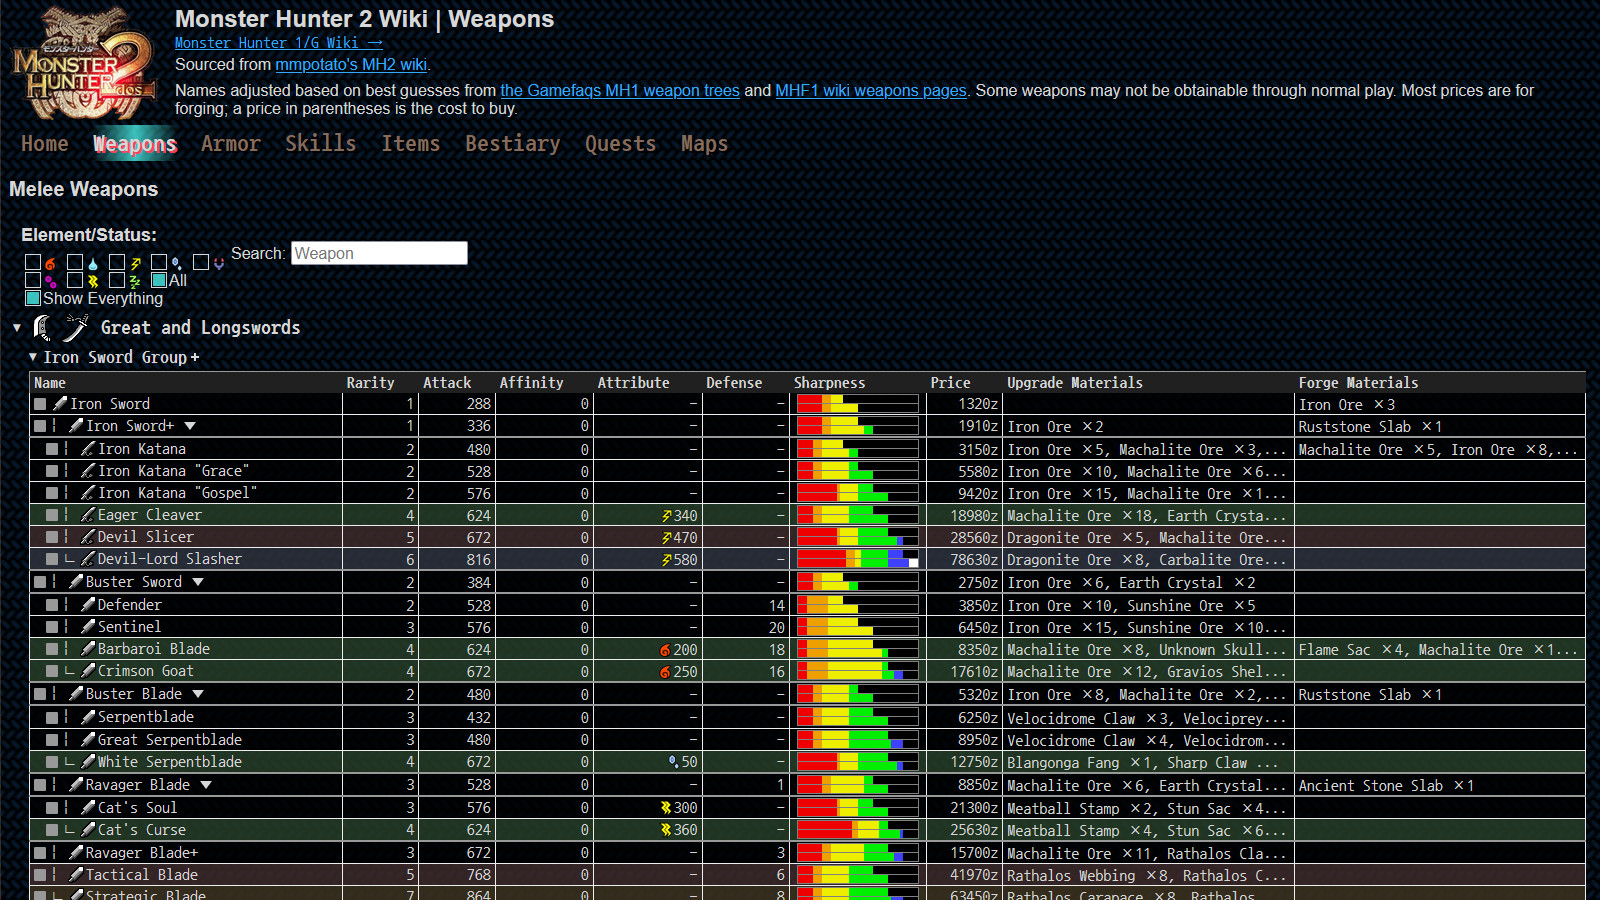 Monster Hunter 2 Wiki | Weapons
Monster Hunter 1/G Wiki →
Sourced from mmpotato's MH2 wiki.
Names adjusted based on best guesses from the Gamefaqs MH1 weapon trees and MHF1 wiki weapons pages. Some weapons may not be obtainable through normal play. Most prices are for
forging; a price in parentheses is the cost to buy.
モンスターハンター
MONSTER
HUNTER 2
dos
Home Weapons Armor Skills Items Bestiary Quests Maps
Melee Weapons
Element/Status:
Search: Weapon
All
Show Everything
▼ Great and Longswords
▼ Iron Sword Group+
Name Rarity Attack Affinity Attribute Defense Sharpness Price Upgrade Materials Forge Materials
Iron Sword 1 288 0 – – 1320z Iron Ore ×3
Iron Sword+ ▼ 1 336 0 – – 1910z Iron Ore ×2 Ruststone Slab ×1
Iron Katana 2 480 0 – – 3150z Iron Ore ×5, Machalite Ore ×3,... Machalite Ore ×5, Iron Ore ×8,...
Iron Katana "Grace" 2 528 0 – – 5580z Iron Ore ×10, Machalite Ore ×6...
Iron Katana "Gospel" 2 576 0 – – 9420z Iron Ore ×15, Machalite Ore ×1...
Eager Cleaver 4 624 0 340 – 18980z Machalite Ore ×18, Earth Crysta...
Devil Slicer 5 672 0 470 – 28560z Dragonite Ore ×5, Machalite Ore...
Devil-Lord Slasher 6 816 0 580 – 78630z Dragonite Ore ×8, Carbalite Ore...
Buster Sword ▼ 2 384 0 – – 2750z Iron Ore ×6, Earth Crystal ×2
Defender 2 528 0 – 14 3850z Iron Ore ×10, Sunshine Ore ×5
Sentinel 3 576 0 – 20 6450z Iron Ore ×15, Sunshine Ore ×10...
Barbaroi Blade 4 624 0 200 18 8350z Machalite Ore ×8, Unknown Skull... Flame Sac ×4, Machalite Ore ×1...
Crimson Goat 4 672 0 250 16 17610z Machalite Ore ×12, Gravios Shel...
Buster Blade ▼ 2 480 0 – – 5320z Iron Ore ×8, Machalite Ore ×2,... Ruststone Slab ×1
Serpentblade 3 432 0 – – 6250z Velocidrome Claw ×3, Velociprey...
Great Serpentblade 3 480 0 – – 8950z Velocidrome Claw ×4, Velocidrom...
White Serpentblade 4 672 0 50 – 12750z Blangonga Fang ×1, Sharp Claw ...
Ravager Blade ▼ 3 528 0 – 1 8850z Machalite Ore ×6, Earth Crystal... Ancient Stone Slab ×1
Cat's Soul 3 576 0 300 – 21300z Meatball Stamp ×2, Stun Sac ×4...
Cat's Curse 4 624 0 360 – 25630z Meatball Stamp ×4, Stun Sac ×6...
Ravager Blade+ 3 672 0 – 3 15700z Machalite Ore ×11, Rathalos Cla...
Tactical Blade 5 768 0 – 6 41970z Rathalos Webbing ×8, Rathalos C...
Strategic Blade 7 864 0 – 8 63450z Rathalos Carapace ×8, Rathalos...